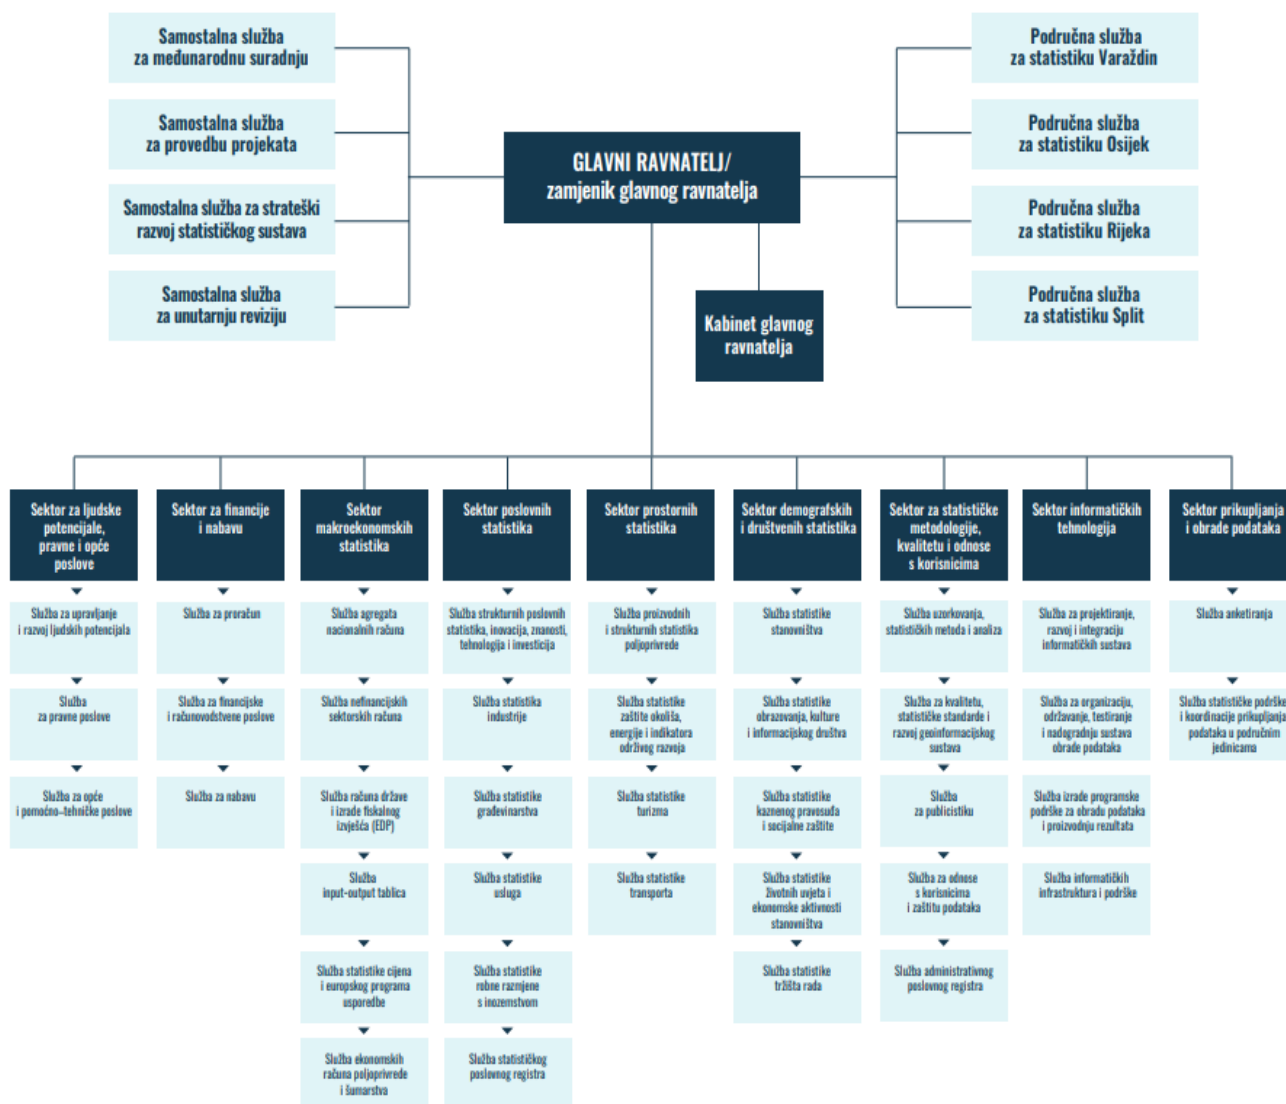 Samostalna služba
za međunarodnu suradnju
Samostalna služba
za provedbu projekata
Samostalna služba za strateški
razvoj statističkog sustava
Samostalna služba
za unutarnju reviziju
GLAVNI RAVNATELJ/
zamjenik glavnog ravnatelja
Kabinet glavnog
ravnatelja
Područna služba
za statistiku Varaždin
Područna služba
za statistiku Osijek
Područna služba
za statistiku Rijeka
Područna služba
za statistiku Split
Sektor za ljudske
potencijale,
pravne i opće
poslove
Služba za upravljanje
i razvoj ljudskih potencijala
Služba
za pravne poslove
Služba za opće
i pomoćno–tehničke poslove
Sektor za financije
i nabavu
Služba za proračun
Služba za financijske
i računovodstvene poslove
Služba za nabavu
Sektor
makroekonomskih
statistika
Služba agregata
nacionalnih računa
Služba nefinancijskih
sektorskih računa
Služba računa države
i izrade fiskalnog
izvješća (EDP)
Služba
input-output tablica
Služba statistike cijena
i europskog programa
usporedbe
Služba ekonomskih
računa poljoprivrede
i šumarstva
Sektor poslovnih
statistika
Služba strukturnih poslovnih
statistika, inovacija, znanosti,
tehnologija i investicija
Služba statistika
industrije
Služba statistike
građevinarstva
Služba statistike
usluga
Služba statistike
robne razmjene
s inozemstvom
Služba statističkog
poslovnog registra
Sektor prostornih
statistika
Služba proizvodnih
i strukturnih statistika
poljoprivrede
Služba statistike
zaštite okoliša,
energije i indikatora
održivog razvoja
Služba statistike
turizma
Služba statistike
transporta
Sektor demografskih
i društvenih statistika
Služba statistike
stanovništva
Služba statistike
obrazovanja, kulture
i informacijskog društva
Služba statistike
kaznenog pravosuđa
i socijalne zaštite
Služba statistike
životnih uvjeta i
ekonomske aktivnosti
stanovništva
Služba statistike
tržišta rada
Sektor za statističke
metodologije,
kvalitetu i odnose
s korisnicima
Služba uzorkovanja,
statističkih metoda i analiza
Služba za kvalitetu,
statističke standarde i
razvoj geoinformacijskog
sustava
Služba
za publicistiku
Služba za odnose
s korisnicima
i zaštitu podataka
Služba administrativnog
poslovnog registra
Sektor informatičkih
tehnologija
Služba za projektiranje,
razvoj i integraciju
informatičkih sustava
Služba za organizaciju,
održavanje, testiranje
i nadogradnju sustava
obrade podataka
Služba izrade programske
podrške za obradu podataka
i proizvodnju rezultata
Služba informatičkih
infrastruktura i podrške
Sektor prikupljanja
i obrade podataka
Služba anketiranja
Služba statističke podrške
i koordinacije prikupljanja
podataka u područnim
jedinicama